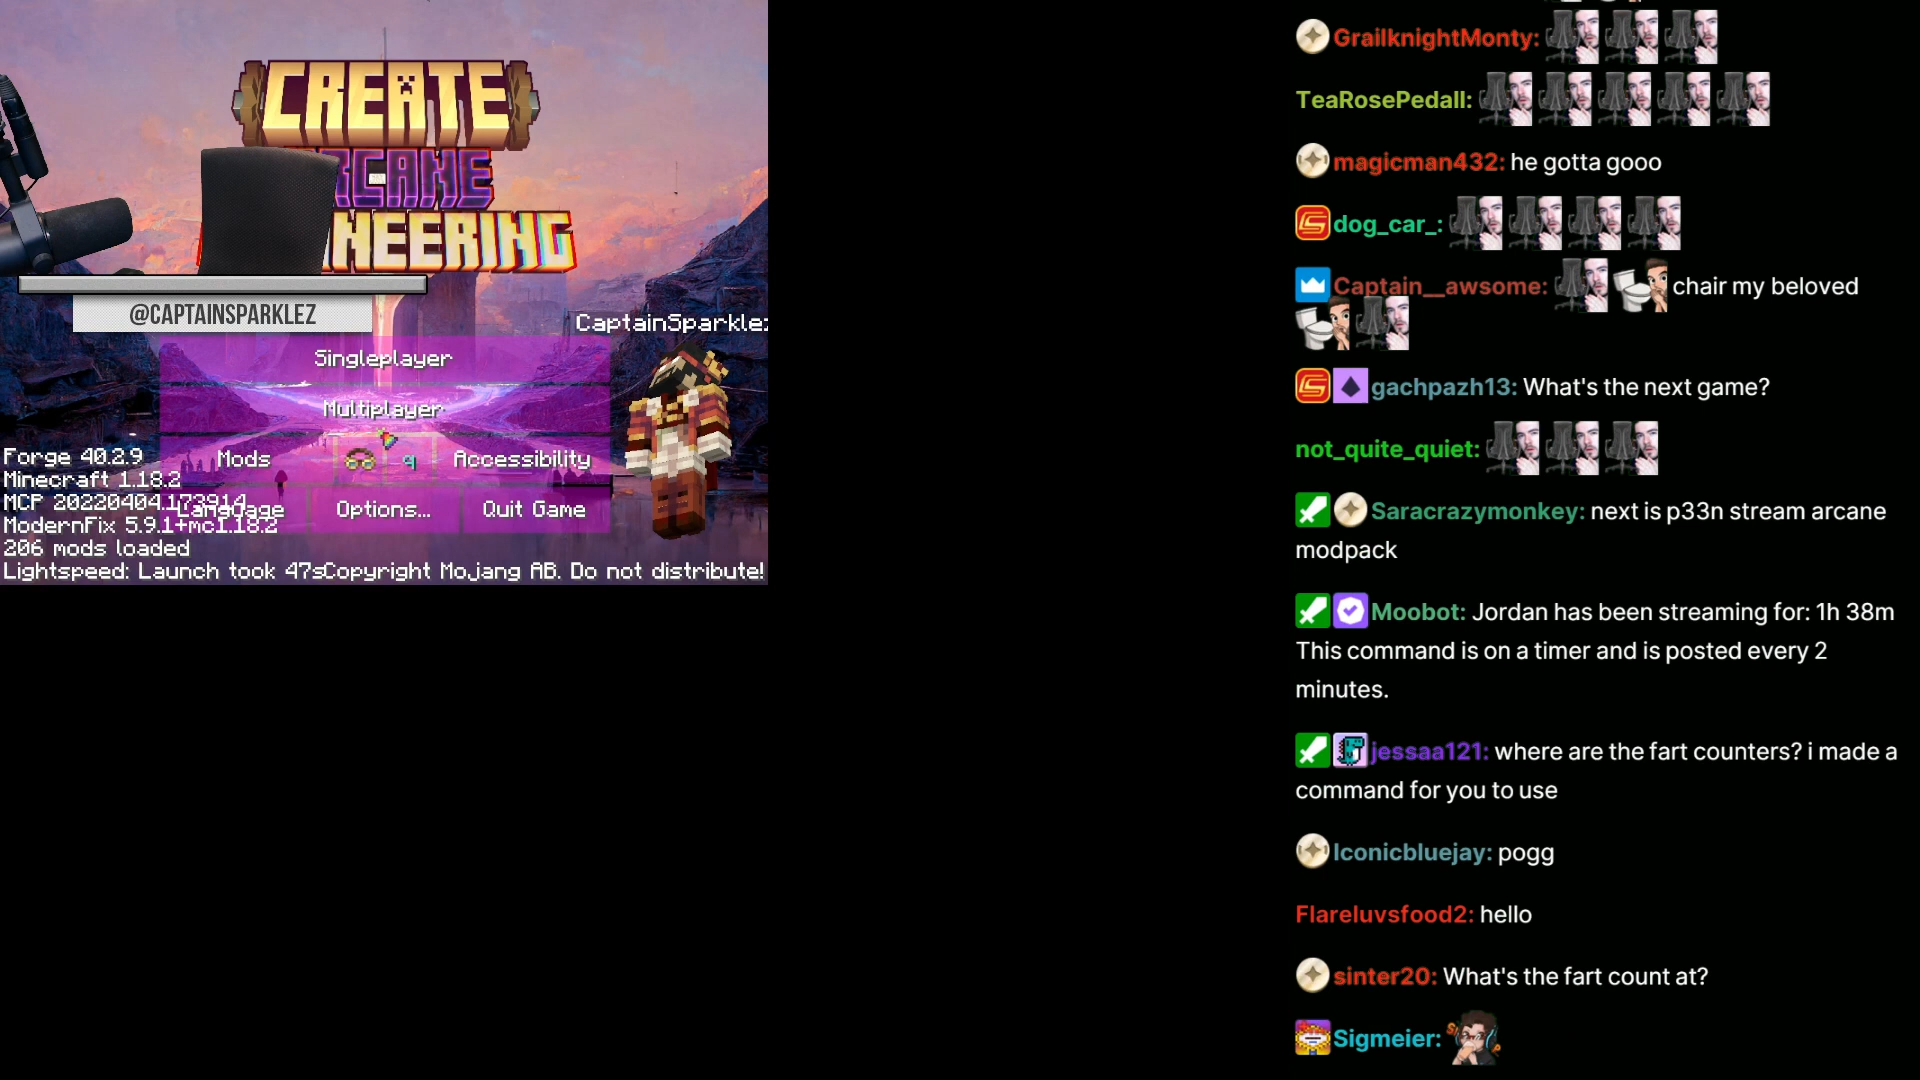 CREATE
ARCANE
NEERING
@CAPTAINSPARKLEZ
CaptainSparklez
Singleplayer
Multiplayer
Mods
Accessibility
Language
Options...
Quit Game
Forge 40.2.9
Minecraft 1.18.2
MCP 20220404.173914
ModernFix 5.9.1+mc1.18.2
206 mods loaded
Lightspeed: Launch took 47s
Copyright Mojang AB. Do not distribute!
GrailknightMonty:
TeaRosePedall:
magicman432: he gotta gooo
dog_car_:
Captain__awsome: chair my beloved
gachpazh13: What's the next game?
not_quite_quiet:
Saracrazymonkey: next is p33n stream arcane
modpack
Moobot: Jordan has been streaming for: 1h 38m
This command is on a timer and is posted every 2
minutes.
jessaa121: where are the fart counters? i made a
command for you to use
Iconicbluejay: pogg
Flareluvsfood2: hello
sinter20: What's the fart count at?
Sigmeier: